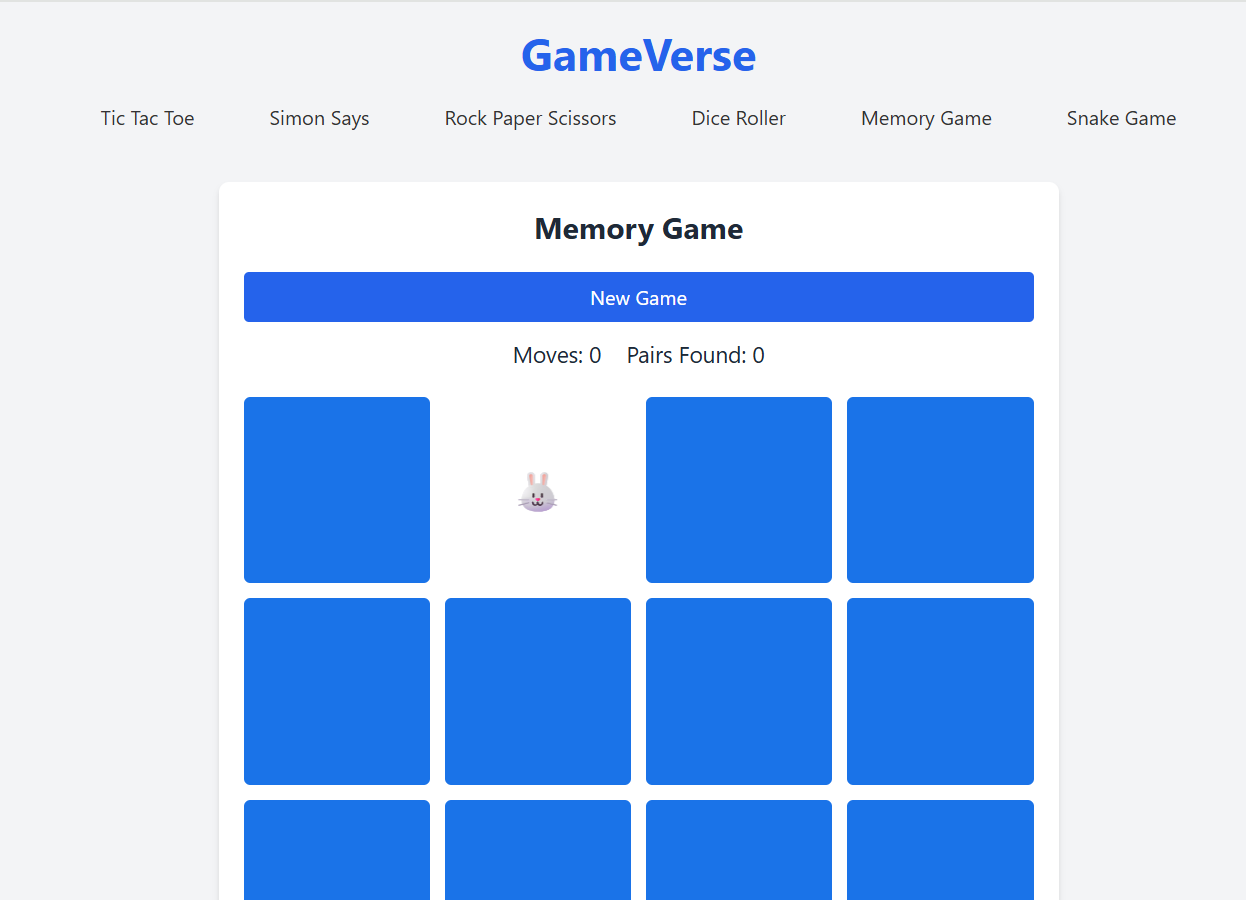 GameVerse
Tic Tac Toe Simon Says Rock Paper Scissors Dice Roller Memory Game Snake Game
Memory Game
New Game
Moves: 0 Pairs Found: 0